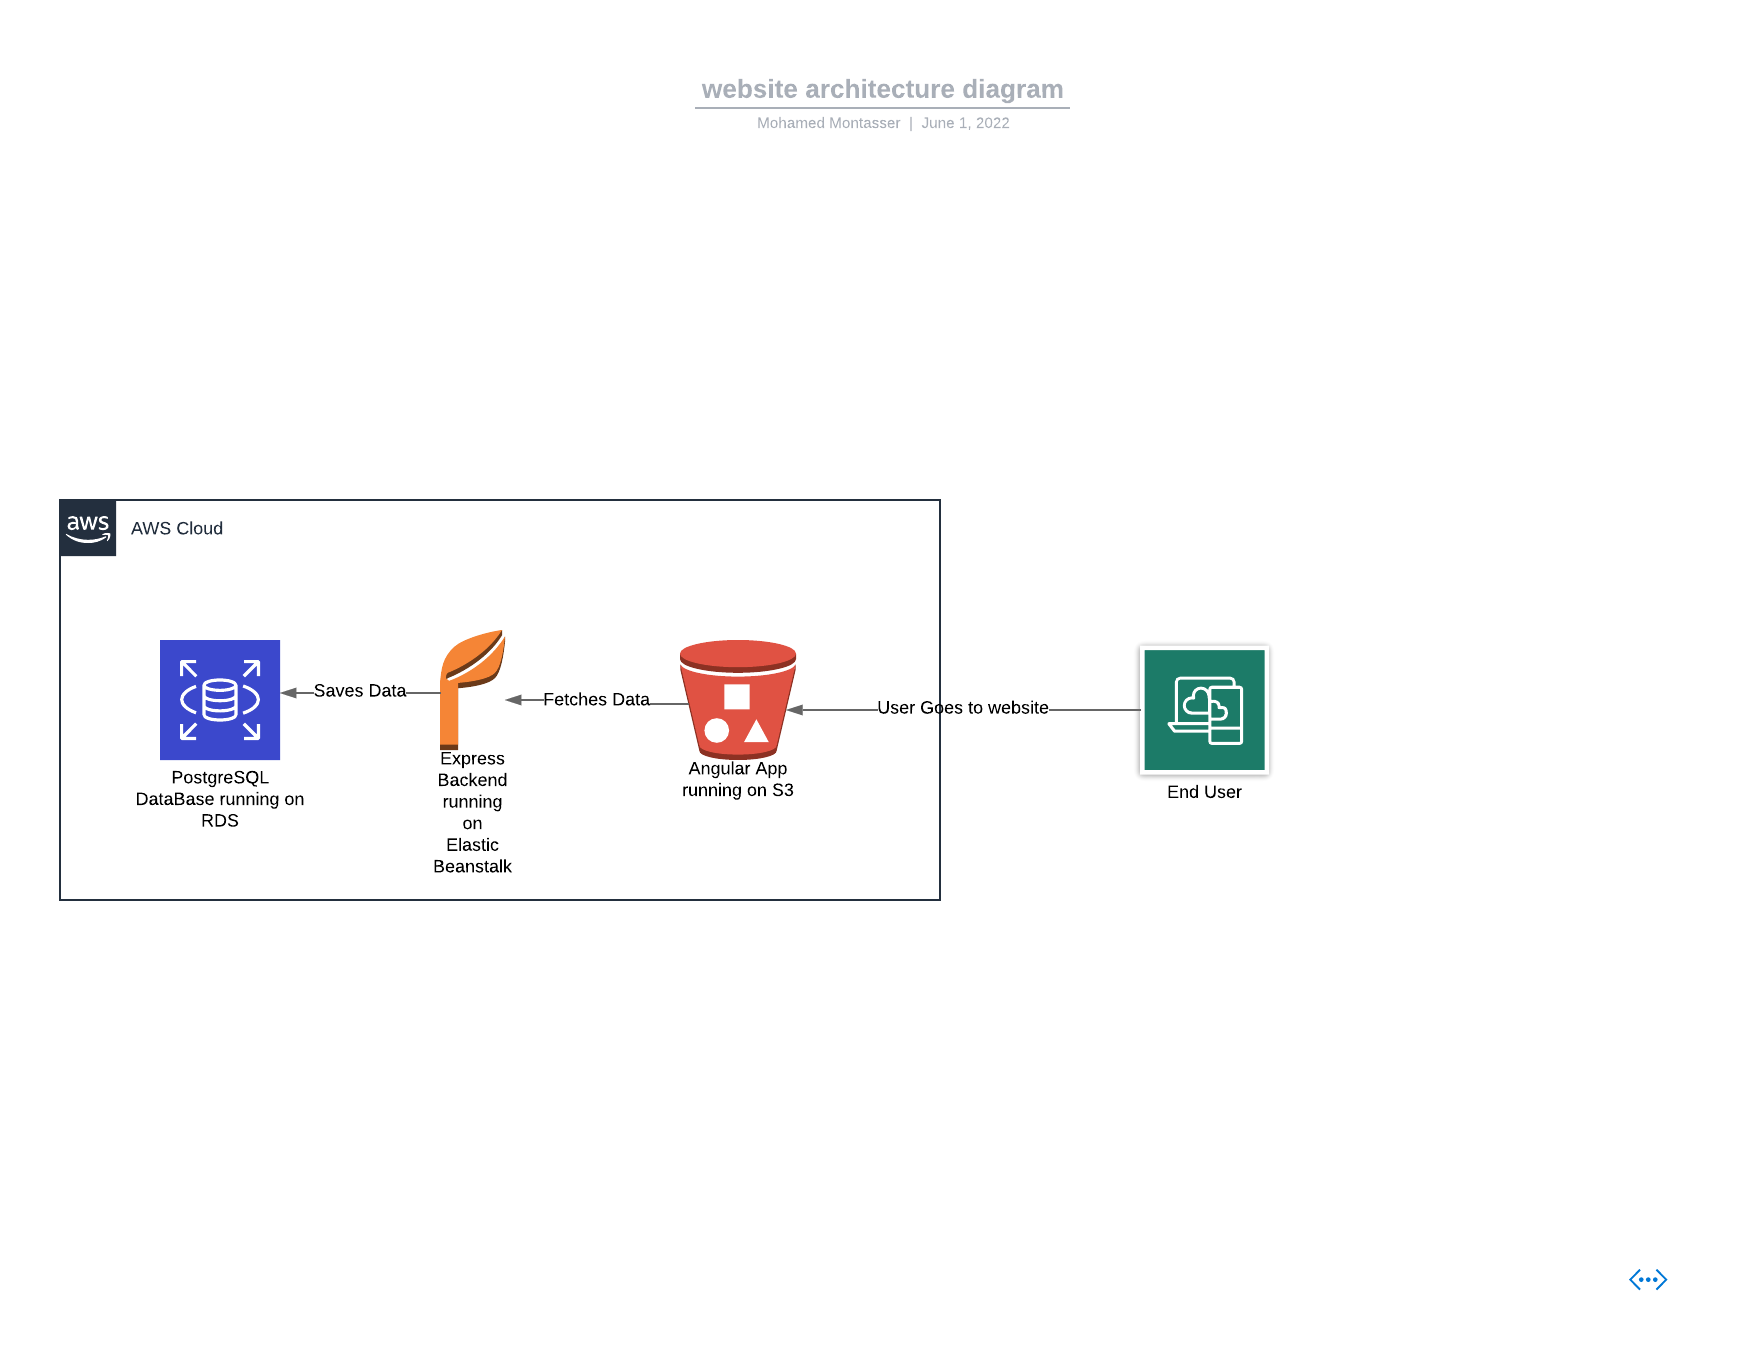 website architecture diagram
Mohamed Montasser | June 1, 2022
aws
AWS Cloud
Saves Data
Fetches Data
User Goes to website
PostgreSQL
DataBase running on
RDS
Express
Backend
running
on
Elastic
Beanstalk
Angular App
running on S3
End User